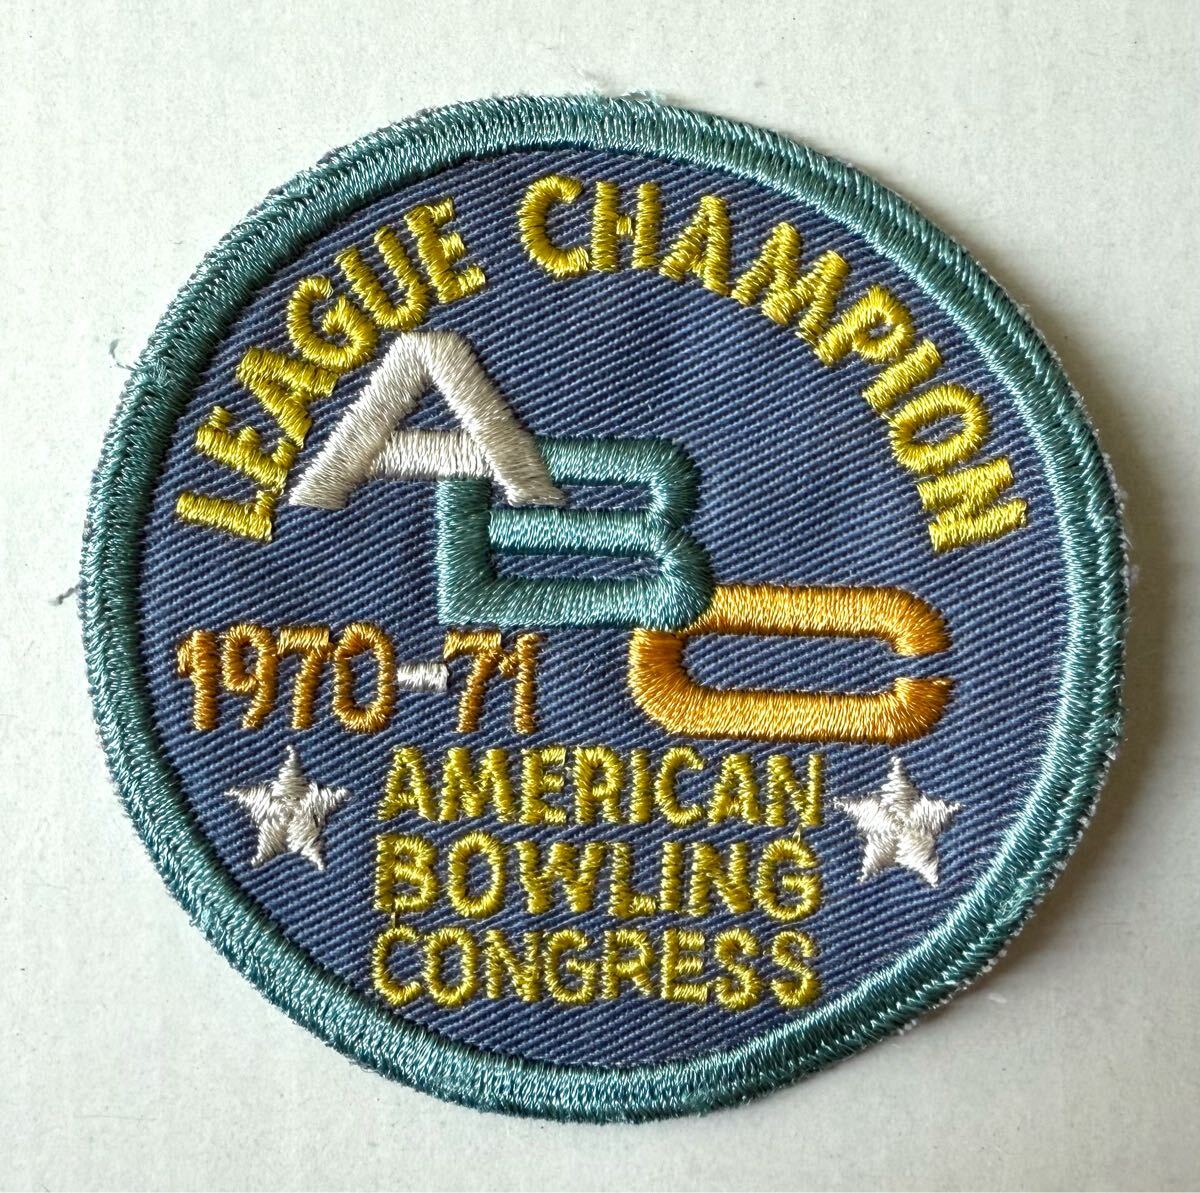 LEAGUE CHAMPION
ABC
1970-71
AMERICAN
BOWLING
CONGRESS